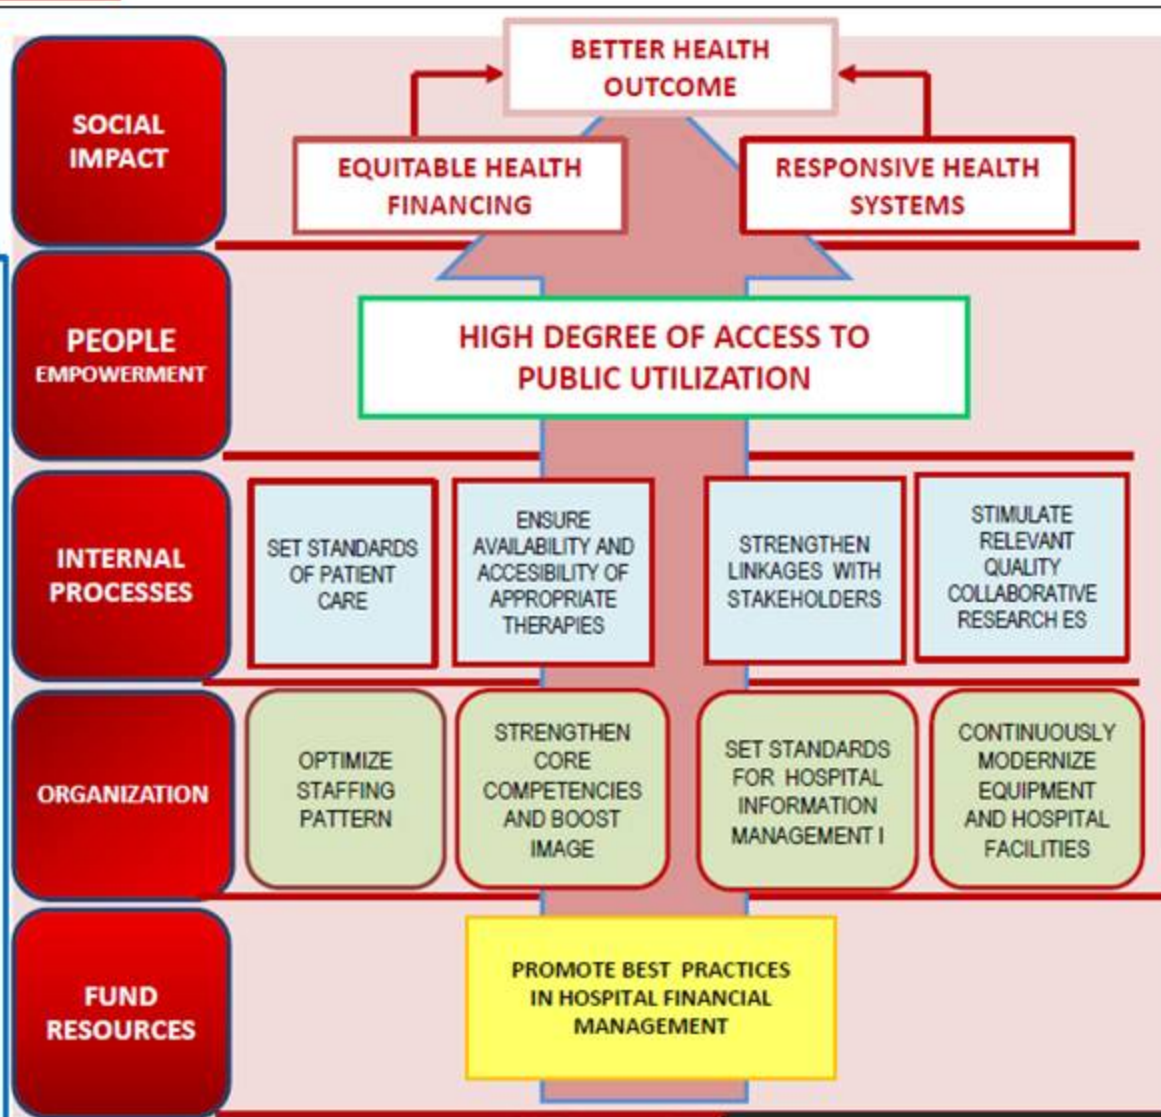 BETTER HEALTH
OUTCOME
SOCIAL
IMPACT
EQUITABLE HEALTH
FINANCING
RESPONSIVE HEALTH
SYSTEMS
PEOPLE
EMPOWERMENT
HIGH DEGREE OF ACCESS TO
PUBLIC UTILIZATION
INTERNAL
PROCESSES
SET STANDARDS
OF PATIENT
CARE
ENSURE
AVAILABILITY AND
ACCESIBILITY OF
APPROPRIATE
THERAPIES
STRENGTHEN
LINKAGES WITH
STAKEHOLDERS
STIMULATE
RELEVANT
QUALITY
COLLABORATIVE
RESEARCH ES
ORGANIZATION
OPTIMIZE
STAFFING
PATTERN
STRENGTHEN
CORE
COMPETENCIES
AND BOOST
IMAGE
SET STANDARDS
FOR HOSPITAL
INFORMATION
MANAGEMENT I
CONTINUOUSLY
MODERNIZE
EQUIPMENT
AND HOSPITAL
FACILITIES
FUND
RESOURCES
PROMOTE BEST PRACTICES
IN HOSPITAL FINANCIAL
MANAGEMENT